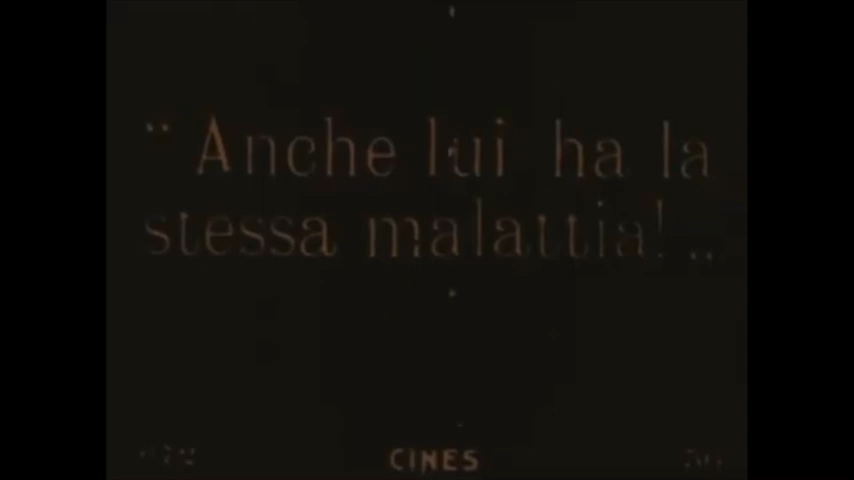 “ Anche lui ha la
stessa malattia! „
CINES